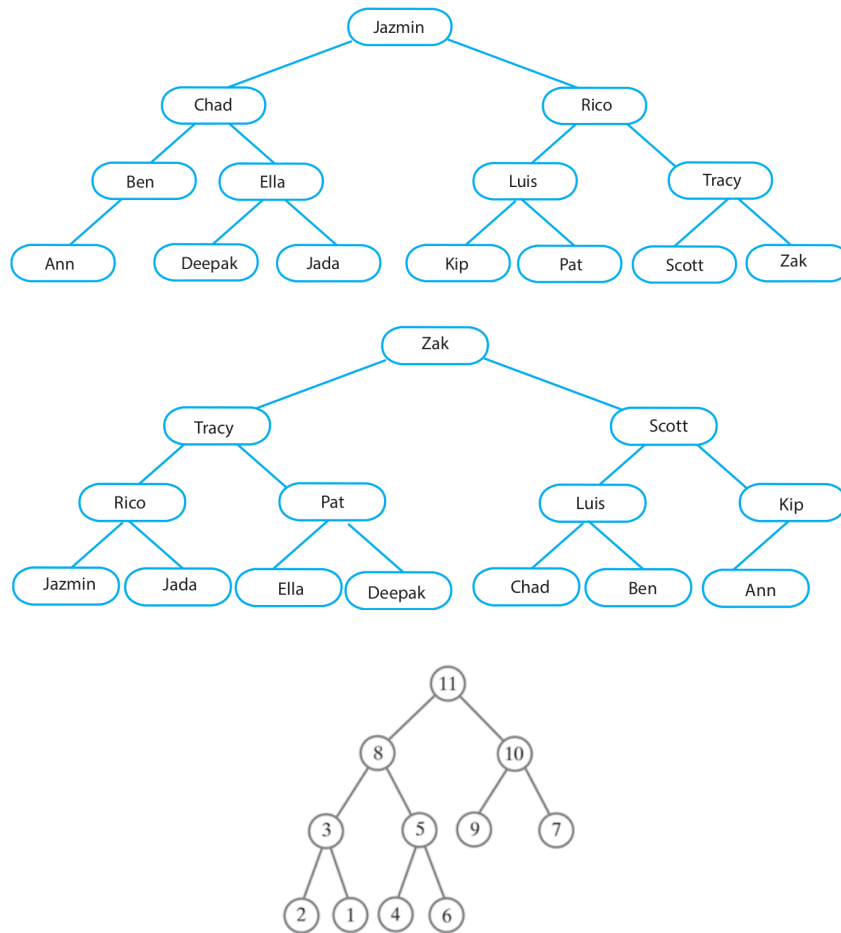 Jazmin
Chad Rico
Ben Ella Luis Tracy
Ann Deepak Jada Kip Pat Scott Zak
Zak
Tracy Scott
Rico Pat Luis Kip
Jazmin Jada Ella Deepak Chad Ben Ann
11
8 10
3 5 9 7
2 1 4 6